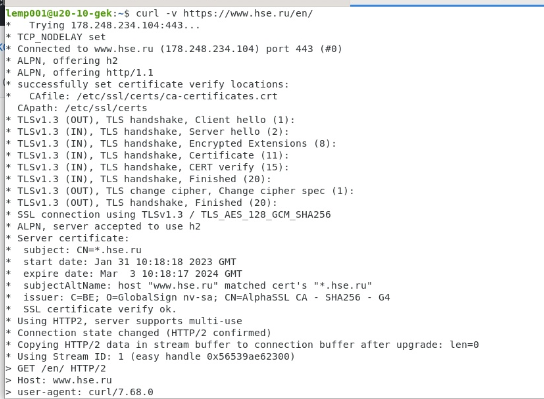 lemp001@u20-10-gek:~$ curl -v https://www.hse.ru/en/
*   Trying 178.248.234.104:443...
* TCP_NODELAY set
* Connected to www.hse.ru (178.248.234.104) port 443 (#0)
* ALPN, offering h2
* ALPN, offering http/1.1
* successfully set certificate verify locations:
*   CAfile: /etc/ssl/certs/ca-certificates.crt
  CApath: /etc/ssl/certs
* TLSv1.3 (OUT), TLS handshake, Client hello (1):
* TLSv1.3 (IN), TLS handshake, Server hello (2):
* TLSv1.3 (IN), TLS handshake, Encrypted Extensions (8):
* TLSv1.3 (IN), TLS handshake, Certificate (11):
* TLSv1.3 (IN), TLS handshake, CERT verify (15):
* TLSv1.3 (IN), TLS handshake, Finished (20):
* TLSv1.3 (OUT), TLS change cipher, Change cipher spec (1):
* TLSv1.3 (OUT), TLS handshake, Finished (20):
* SSL connection using TLSv1.3 / TLS_AES_128_GCM_SHA256
* ALPN, server accepted to use h2
* Server certificate:
*  subject: CN=*.hse.ru
*  start date: Jan 31 10:18:18 2023 GMT
*  expire date: Mar  3 10:18:17 2024 GMT
*  subjectAltName: host "www.hse.ru" matched cert's "*.hse.ru"
*  issuer: C=BE; O=GlobalSign nv-sa; CN=AlphaSSL CA - SHA256 - G4
*  SSL certificate verify ok.
* Using HTTP2, server supports multi-use
* Connection state changed (HTTP/2 confirmed)
* Copying HTTP/2 data in stream buffer to connection buffer after upgrade: len=0
* Using Stream ID: 1 (easy handle 0x56539ae62300)
> GET /en/ HTTP/2
> Host: www.hse.ru
> user-agent: curl/7.68.0